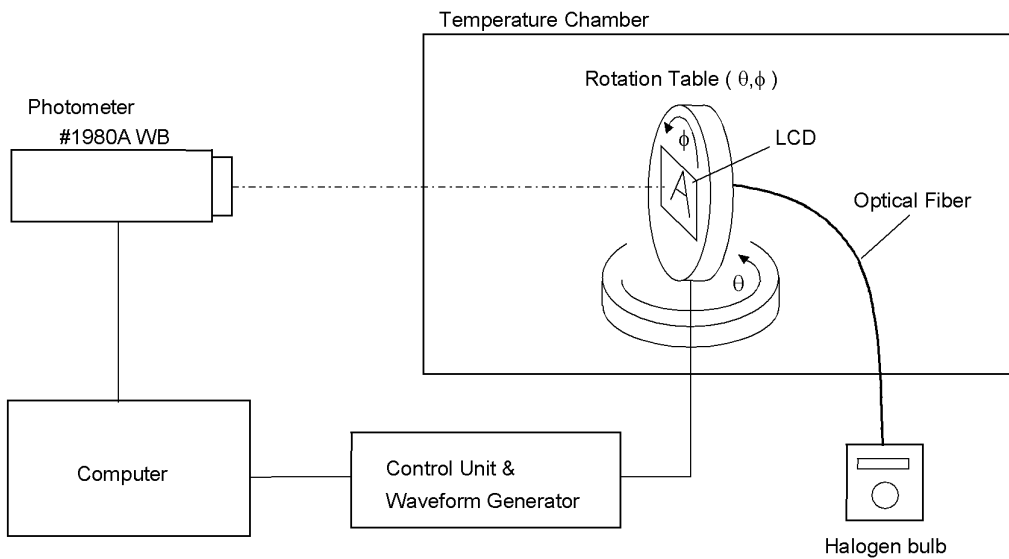 Temperature Chamber
Rotation Table ( θ,ϕ )
Photometer
#1980A WB
ϕ
LCD
A
Optical Fiber
θ
Computer
Control Unit &
Waveform Generator
Halogen bulb